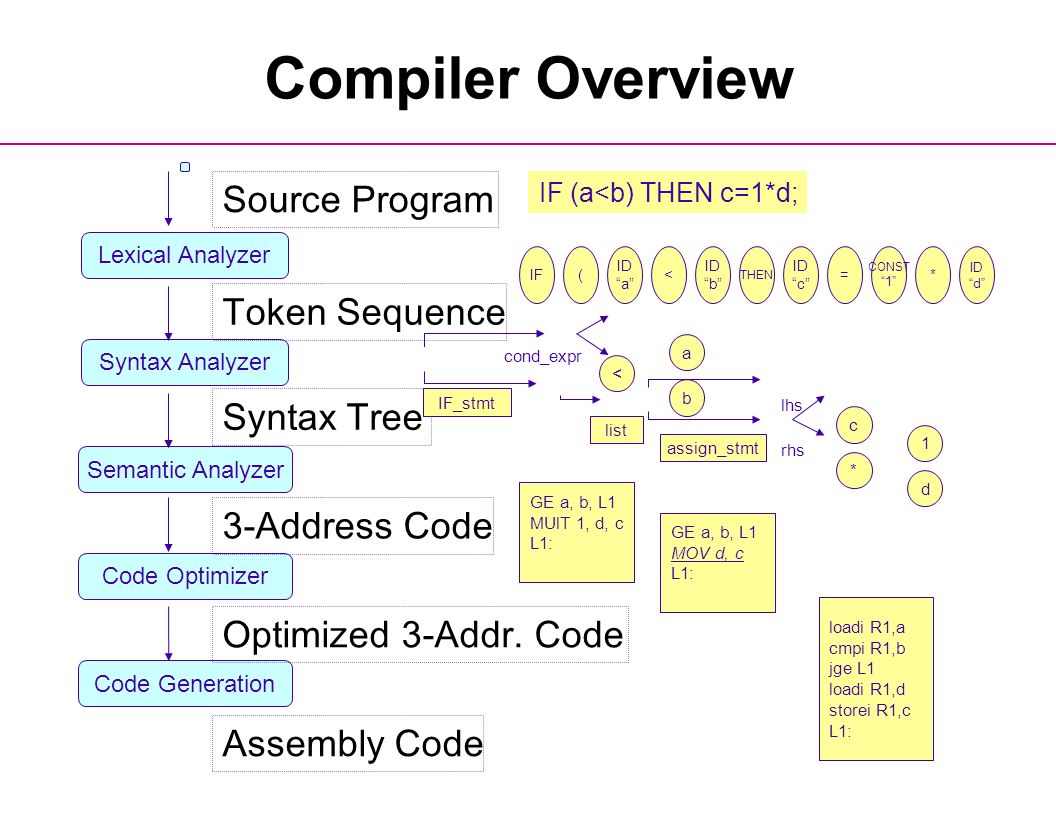 Compiler Overview
Source Program
IF (a<b) THEN c=1*d;
Lexical Analyzer
IF
(
ID
“a”
<
ID
“b”
THEN
ID
“c”
=
CONST
“1”
*
ID
“d”
Token Sequence
Syntax Analyzer
cond_expr
<
a
b
IF_stmt
list
assign_stmt
lhs
rhs
c
*
1
d
Syntax Tree
Semantic Analyzer
GE a, b, L1
MUIT 1, d, c
L1:
3-Address Code
GE a, b, L1
MOV d, c
L1:
Code Optimizer
Optimized 3-Addr. Code
loadi R1,a
cmpi R1,b
jge L1
loadi R1,d
storei R1,c
L1:
Code Generation
Assembly Code